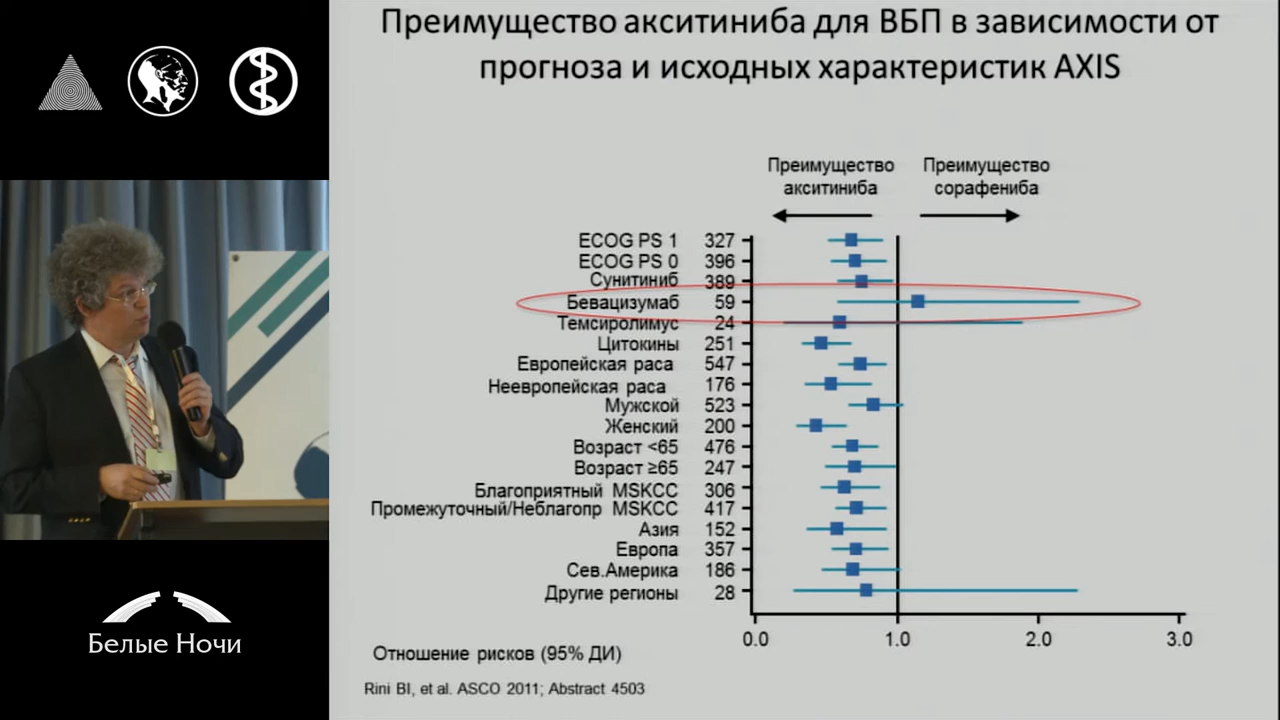 Преимущество акситиниба для ВБП в зависимости от
прогноза и исходных характеристик AXIS
Преимущество
акситиниба
Преимущество
сорафениба
ECOG PS 1 327
ECOG PS 0 396
Сунитиниб 389
Бевацизумаб 59
Темсиролимус 24
Цитокины 251
Европейская раса 547
Неевропейская раса 176
Мужской 523
Женский 200
Возраст <65 476
Возраст ≥65 247
Благоприятный MSKCC 306
Промежуточный/Неблагопр MSKCC 417
Азия 152
Европа 357
Сев.Америка 186
Другие регионы 28
0.0 1.0 2.0 3.0
Отношение рисков (95% ДИ)
Rini BI, et al. ASCO 2011; Abstract 4503
Белые Ночи